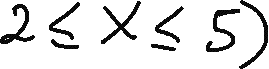 2 ≤ x ≤ 5)